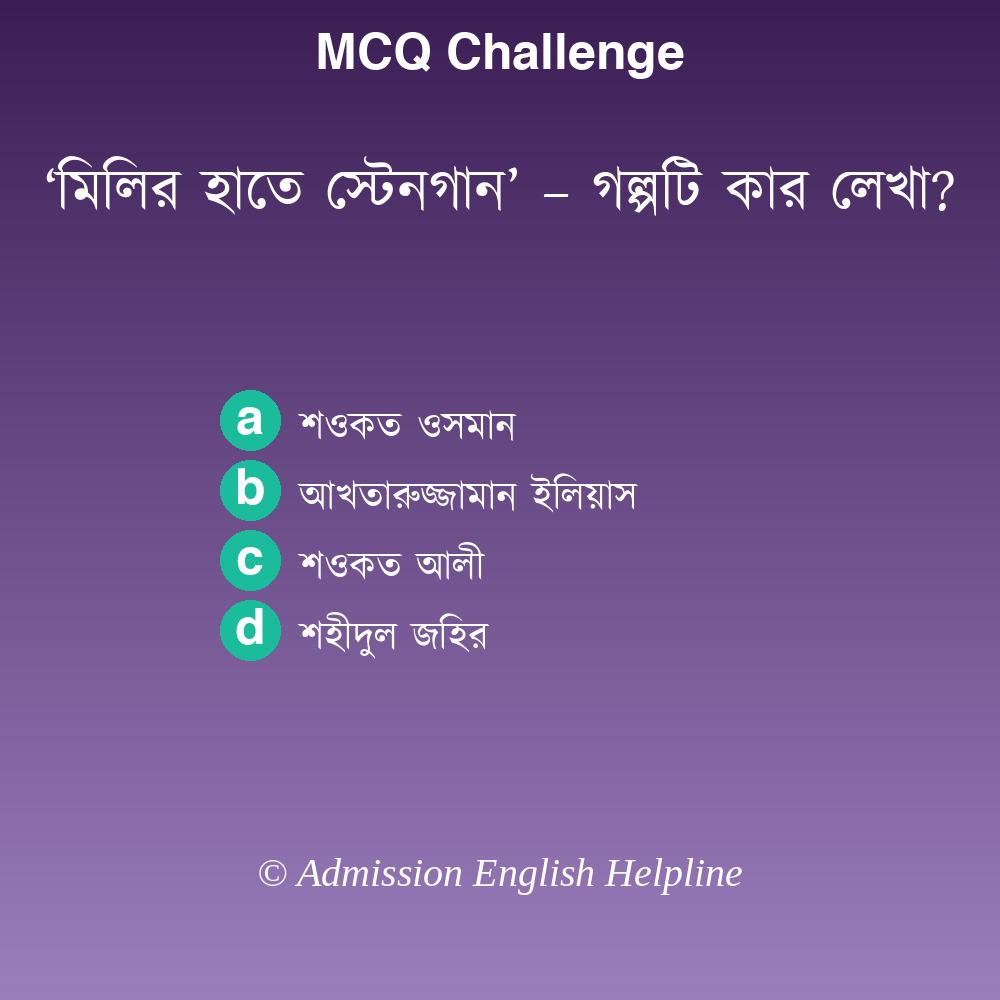 MCQ Challenge
‘মিলির হাতে স্টেনগান’ – গল্পটি কার লেখা?
a শওকত ওসমান
b আখতারুজ্জামান ইলিয়াস
c শওকত আলী
d শহীদুল জহির
© Admission English Helpline